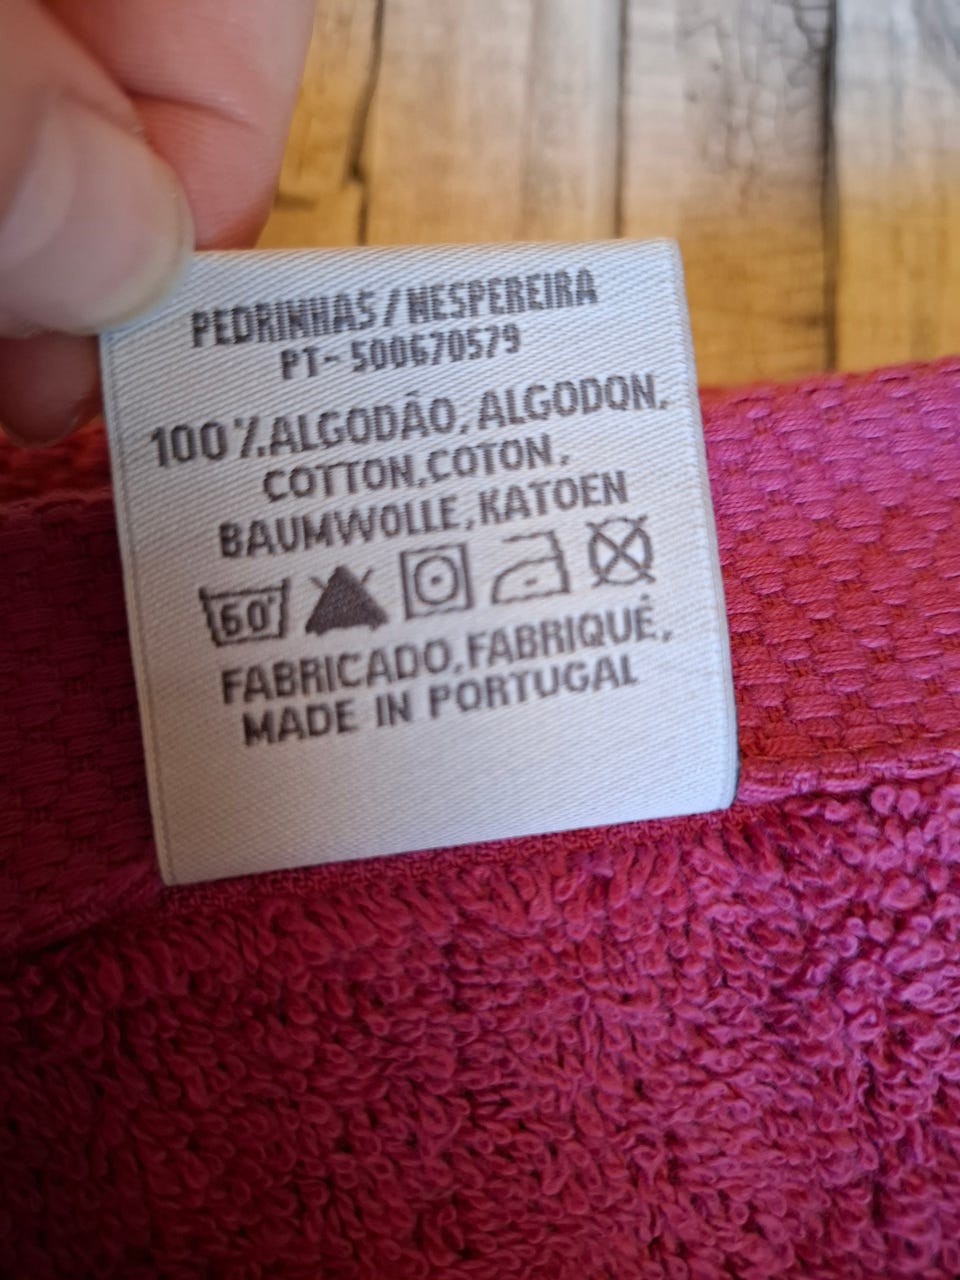 PEDRINHAS / NESPEREIRA
PT-500670579
100%ALGODÃO, ALGODON,
COTTON,COTON,
BAUMWOLLE,KATOEN
60°
FABRICADO,FABRIQUÉ,
MADE IN PORTUGAL